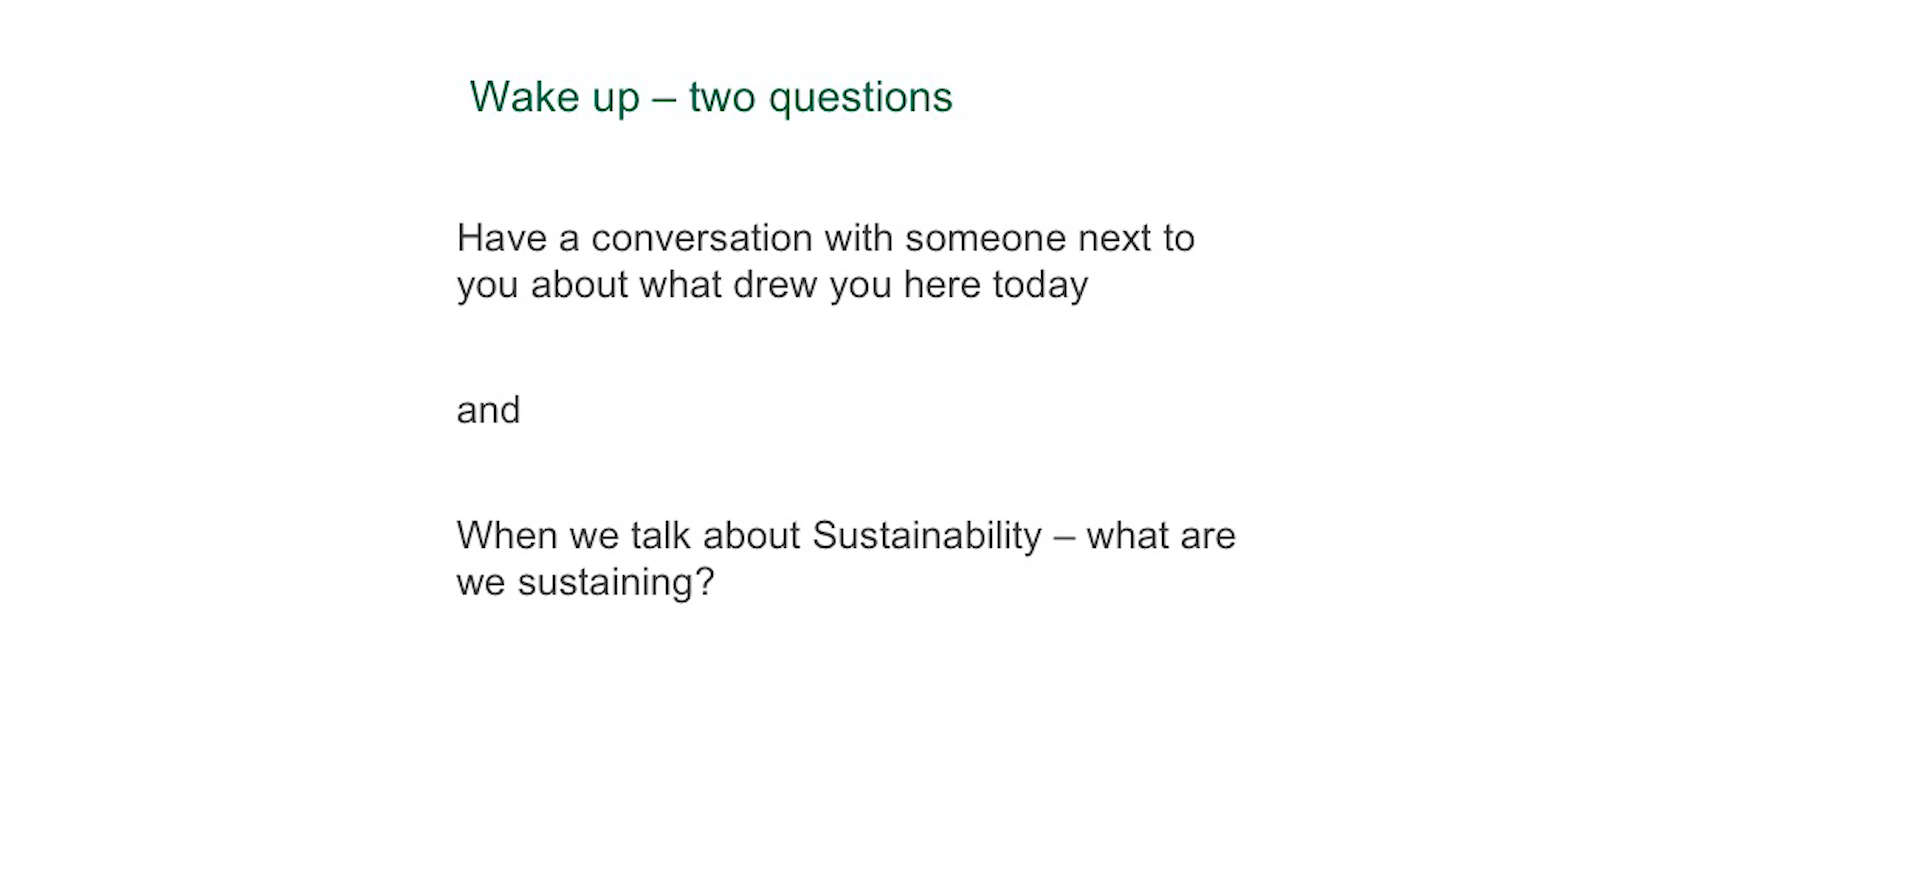 Wake up – two questions
Have a conversation with someone next to
you about what drew you here today
and
When we talk about Sustainability – what are
we sustaining?